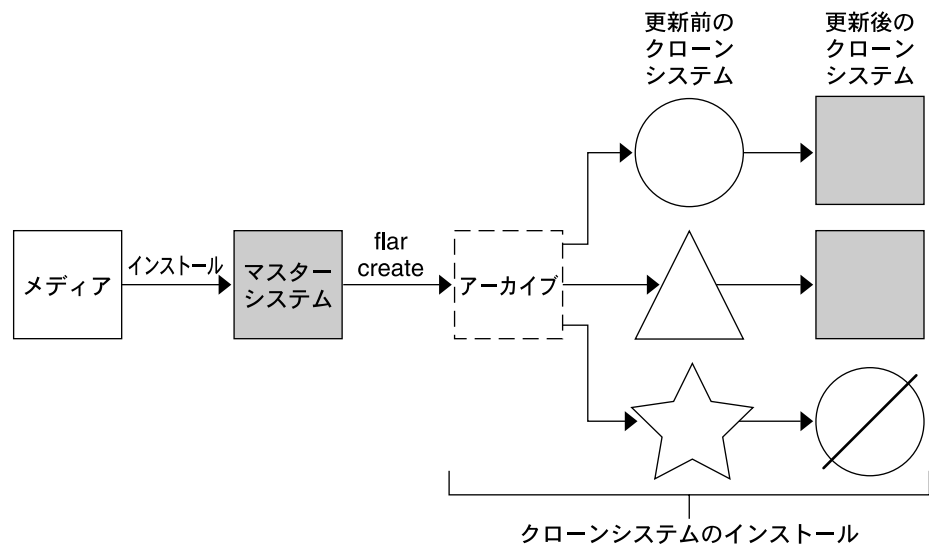 更新前の
クローン
システム
更新後の
クローン
システム
メディア
インストール
マスター
システム
flar
create
アーカイブ
クローンシステムのインストール